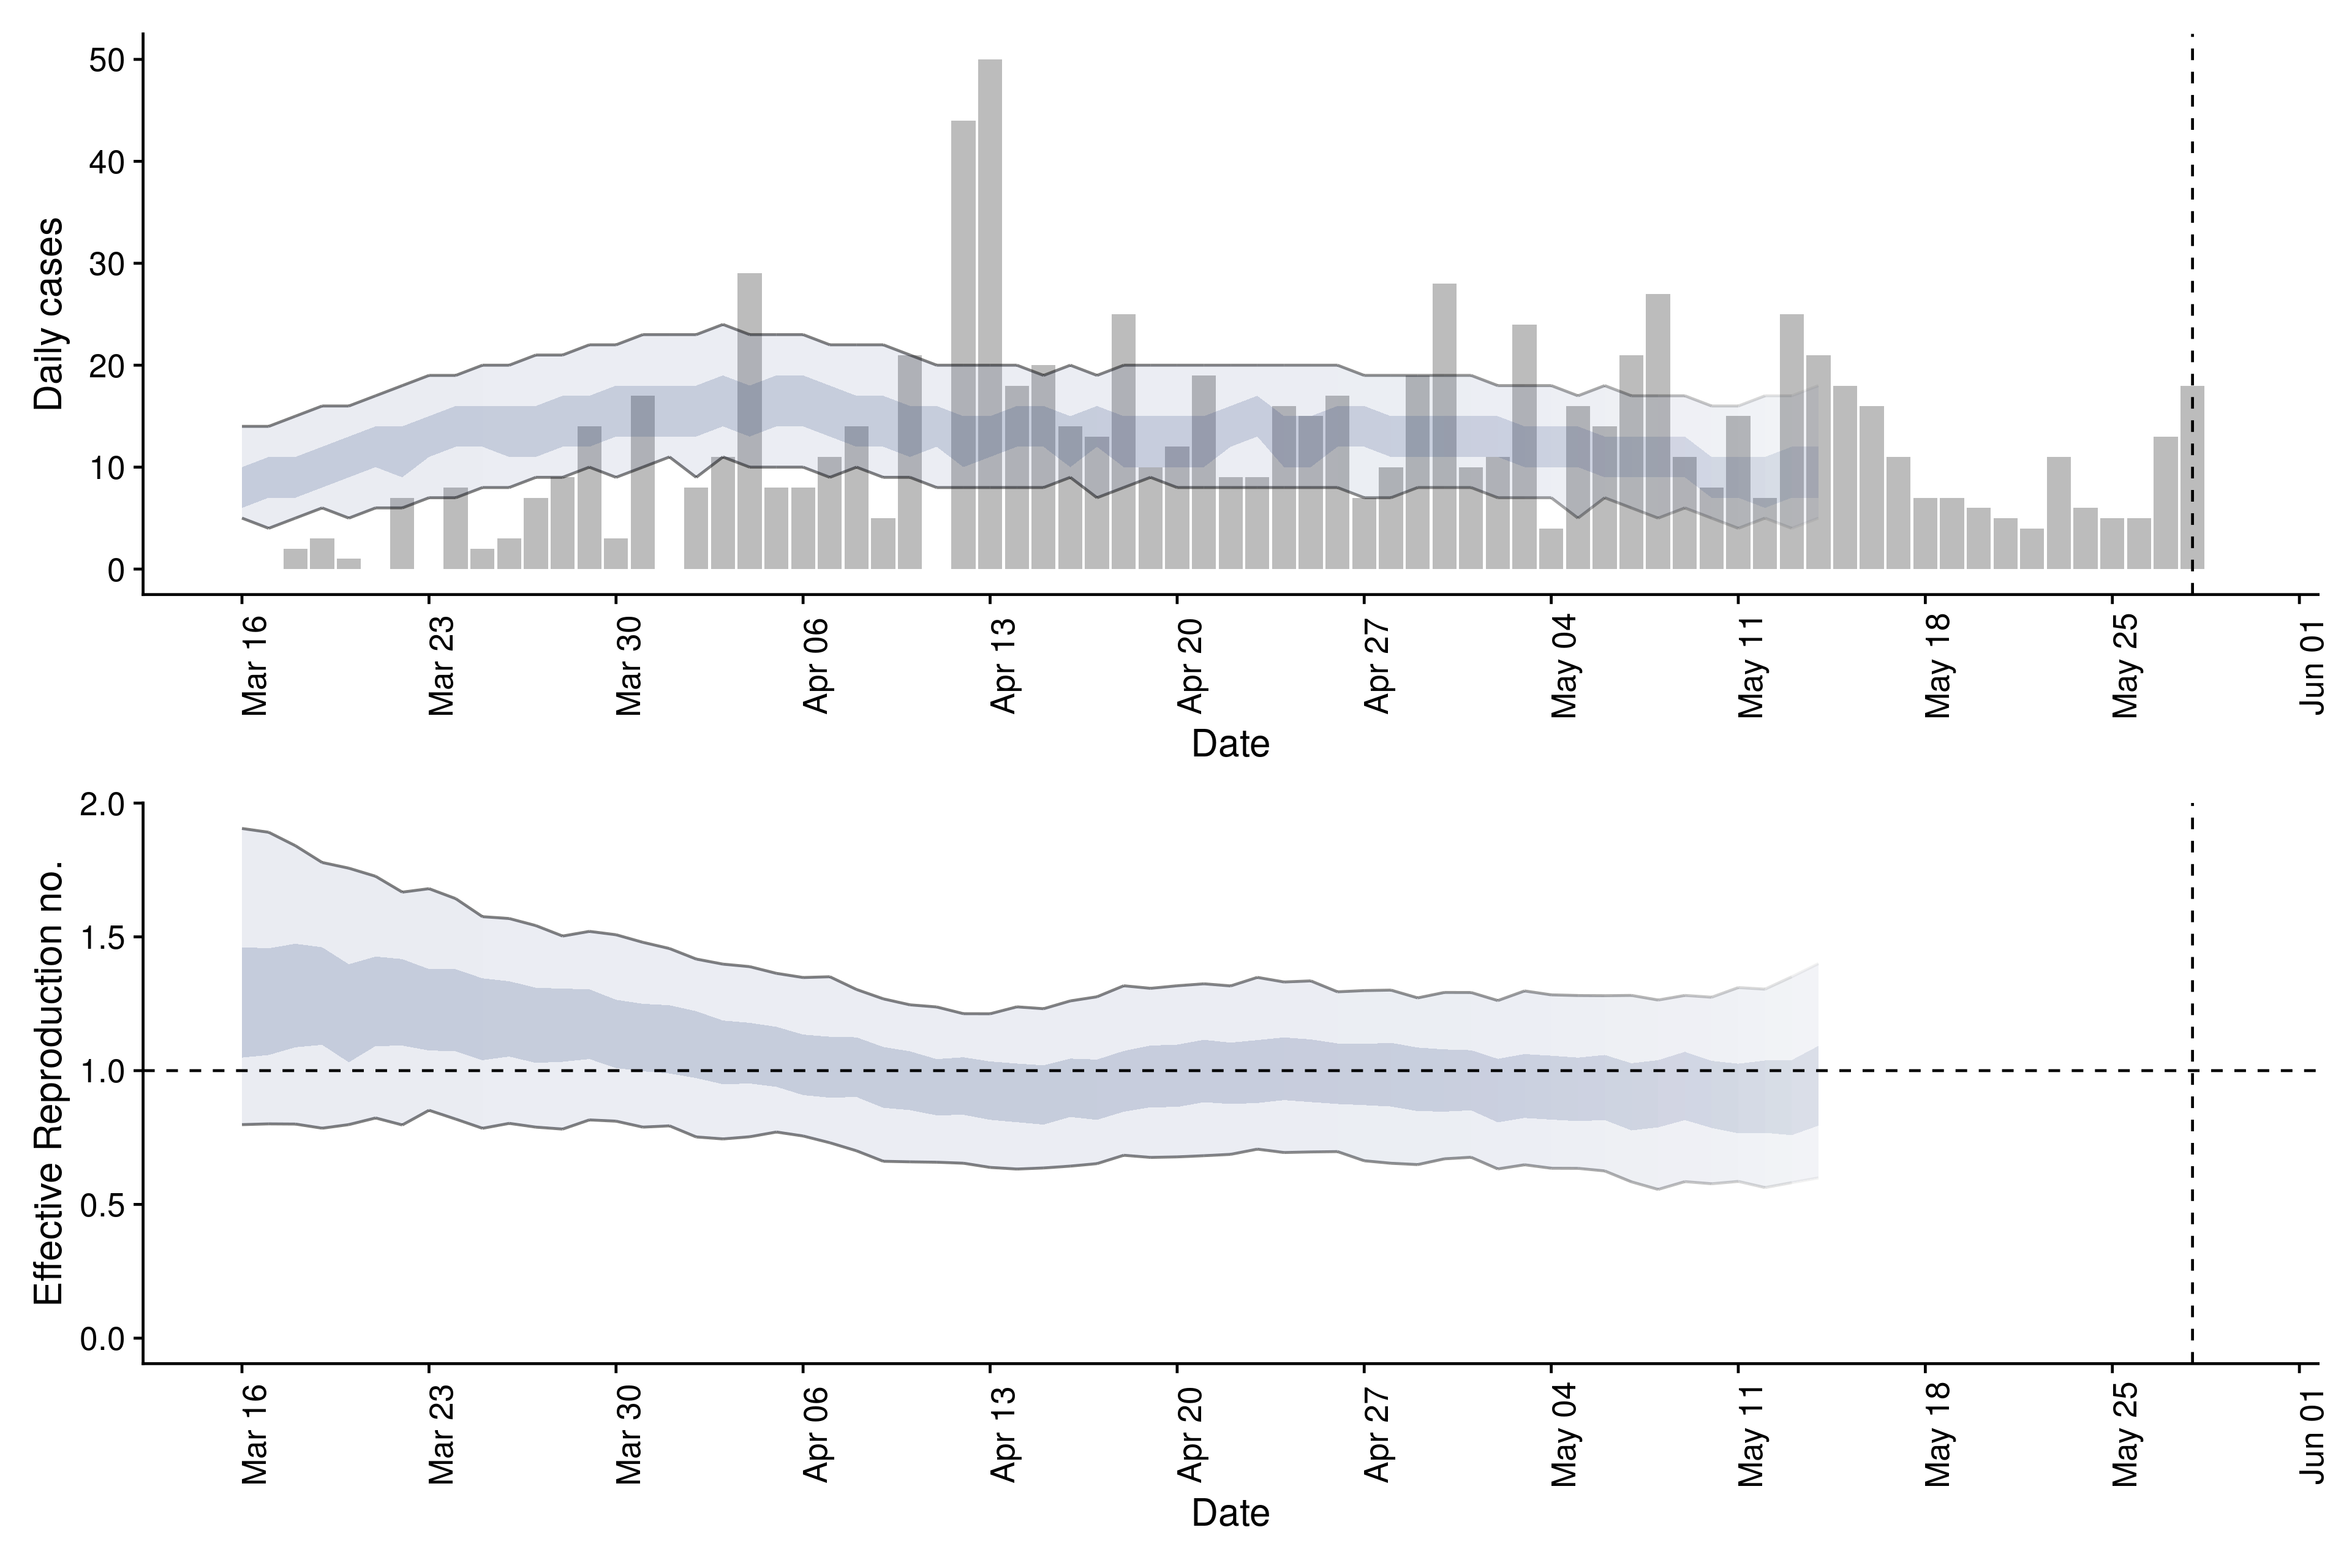 Daily cases
50
40
30
20
10
0
Mar 16
Mar 23
Mar 30
Apr 06
Apr 13
Apr 20
Apr 27
May 04
May 11
May 18
May 25
Jun 01
Date
Effective Reproduction no.
2.0
1.5
1.0
0.5
0.0
Mar 16
Mar 23
Mar 30
Apr 06
Apr 13
Apr 20
Apr 27
May 04
May 11
May 18
May 25
Jun 01
Date